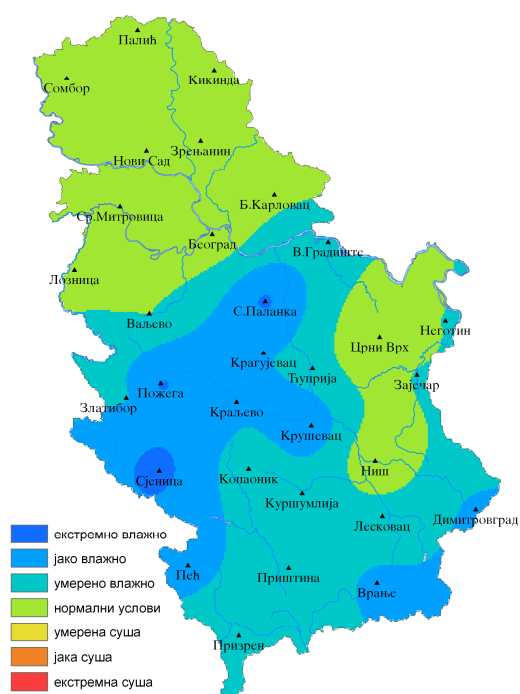 Палић
Сомбор
Кикинда
Зрењанин
Нови Сад
Б.Карловац
Ср.Митровица
Београд
В.Градиште
Лозница
С.Паланка
Ваљево
Неготин
Црни Врх
Крагујевац
Ћуприја
Зајечар
Пожега
Златибор
Краљево
Крушевац
Ниш
Сјеница
Копаоник
Куршумлија
Лесковац
Димитровград
Пећ
Приштина
Врање
Призрен
екстремно влажно
јако влажно
умерено влажно
нормални услови
умерена суша
јака суша
екстремна суша